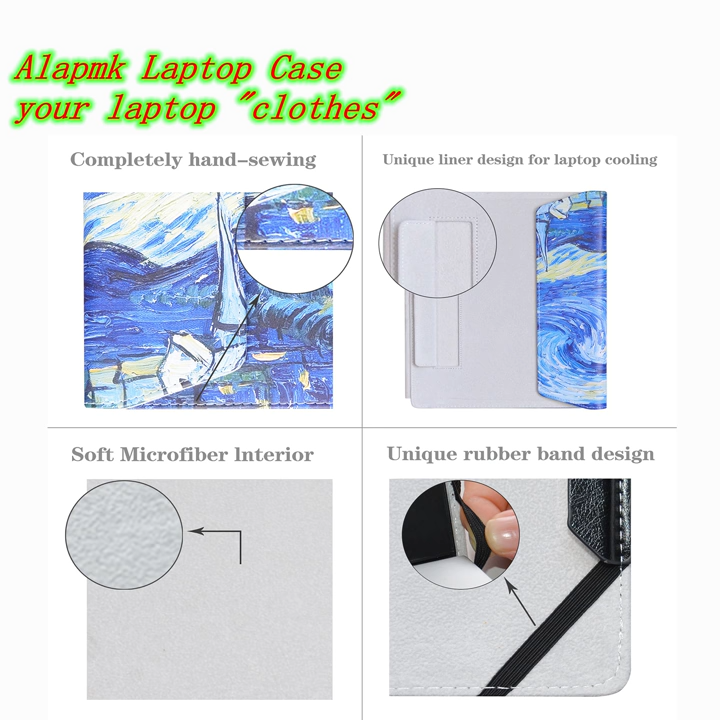 Alapmk Laptop Case
your laptop "clothes"
Completely hand-sewing
Unique liner design for laptop cooling
Soft Microfiber lnterior
Unique rubber band design